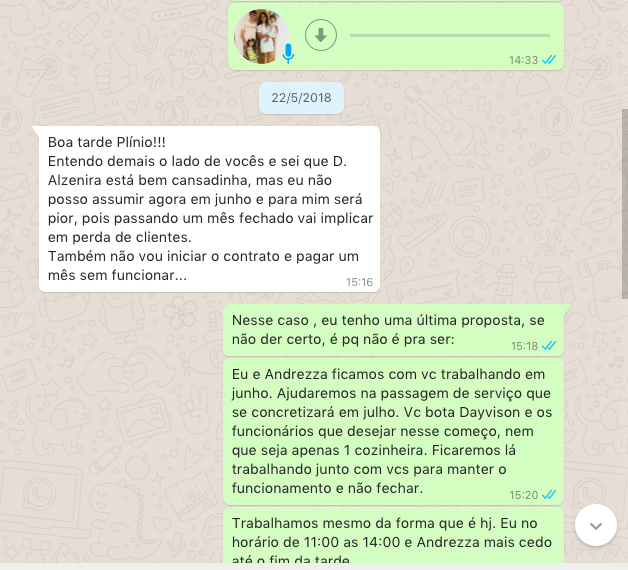 14:33
22/5/2018
Boa tarde Plínio!!!
Entendo demais o lado de vocês e sei que D.
Alzenira está bem cansadinha, mas eu não
posso assumir agora em junho e para mim será
pior, pois passando um mês fechado vai implicar
em perda de clientes.
Também não vou iniciar o contrato e pagar um
mês sem funcionar...
15:16
Nesse caso , eu tenho uma última proposta, se
não der certo, é pq não é pra ser:
15:18
Eu e Andrezza ficamos com vc trabalhando em
junho. Ajudaremos na passagem de serviço que
se concretizará em julho. Vc bota Dayvison e os
funcionários que desejar nesse começo, nem
que seja apenas 1 cozinheira. Ficaremos lá
trabalhando junto com vcs para manter o
funcionamento e não fechar.
15:20
Trabalhamos mesmo da forma que é hj. Eu no
horário de 11:00 as 14:00 e Andrezza mais cedo
até o fim da tarde